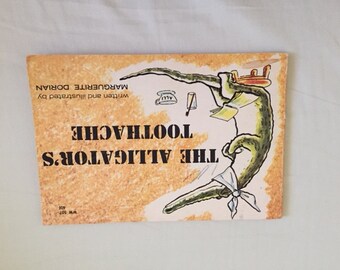 THE ALLIGATOR'S
TOOTHACHE
written and illustrated by
MARGUERITE DORIAN